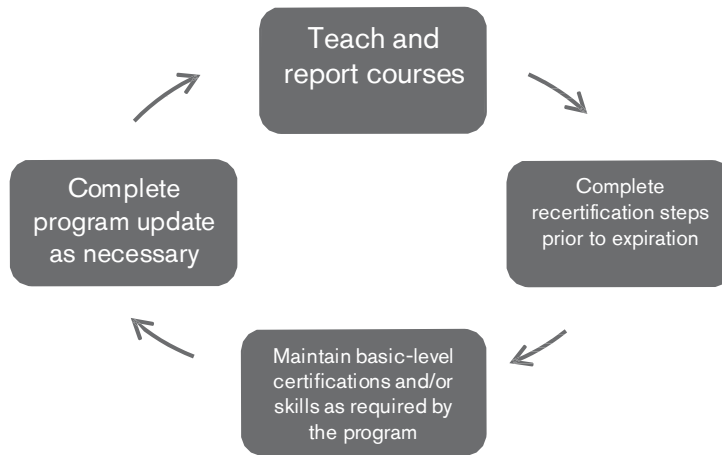 Teach and
report courses
Complete
recertification steps
prior to expiration
Maintain basic-level
certifications and/or
skills as required by
the program
Complete
program update
as necessary